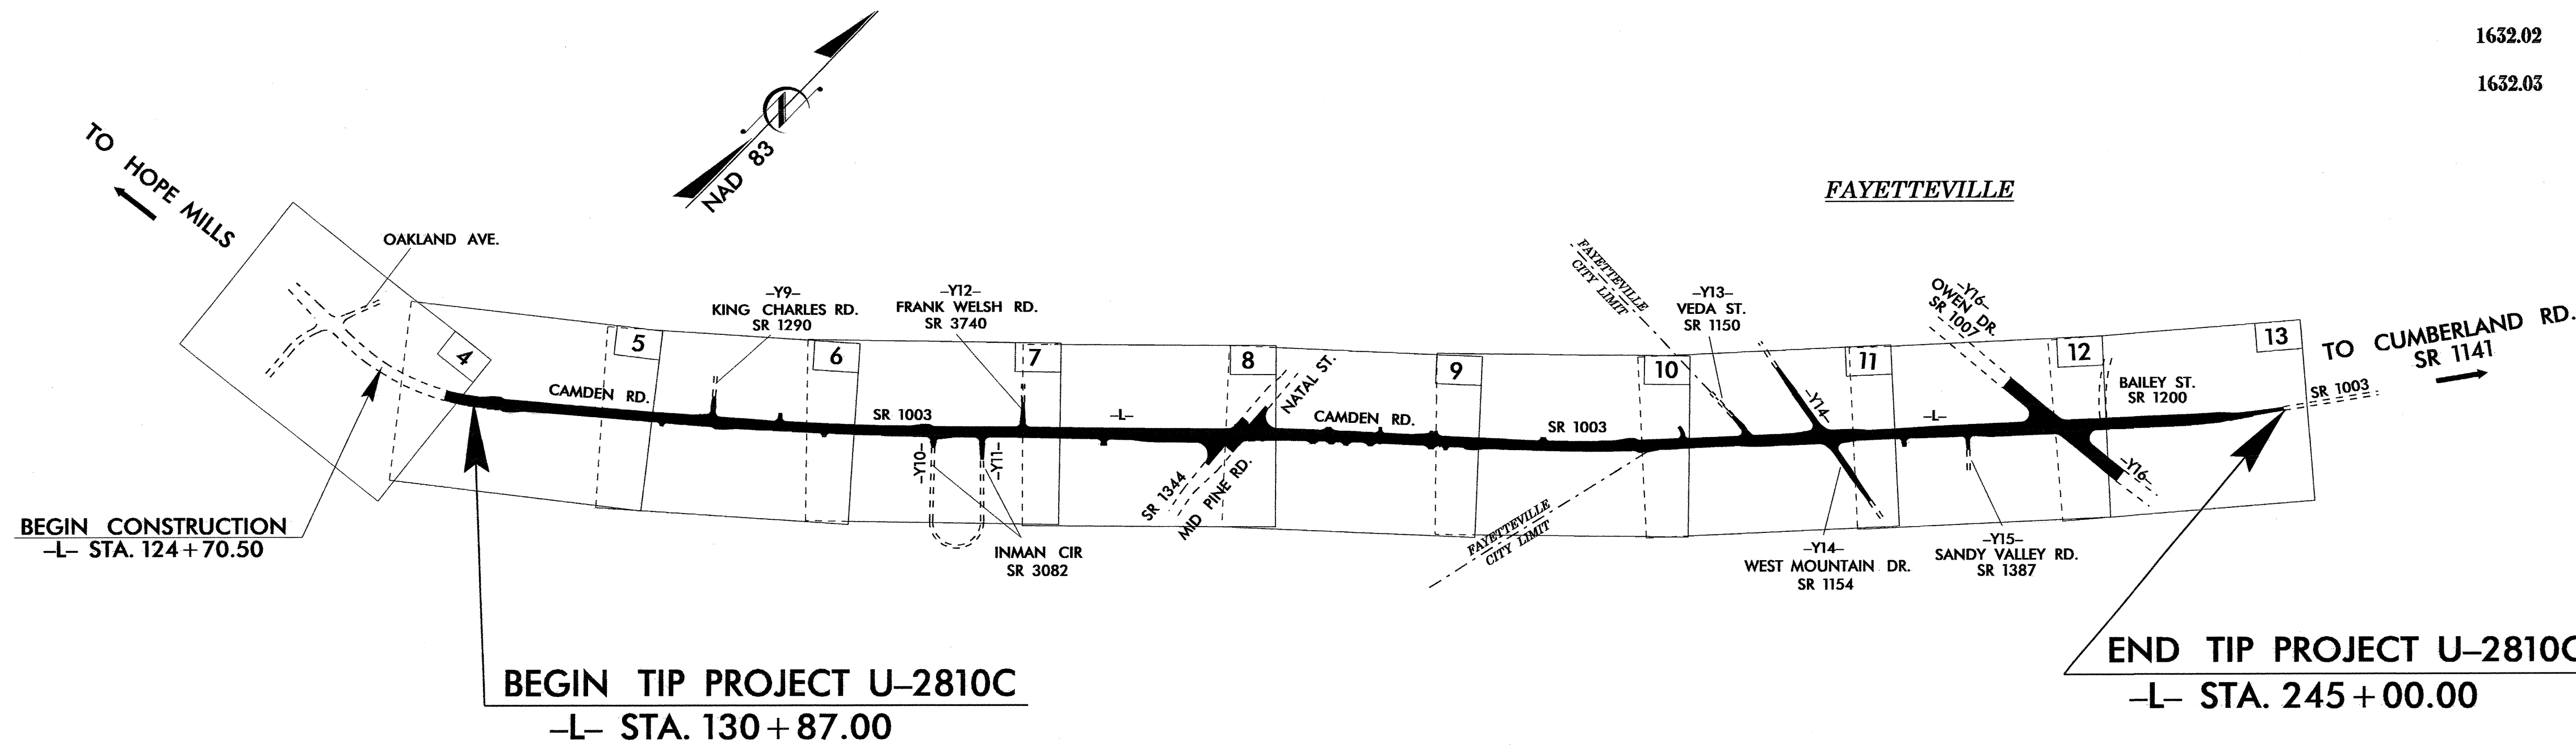 1632.02
1632.03
NAD 83
TO HOPE MILLS
FAYETTEVILLE
OAKLAND AVE.
BEGIN CONSTRUCTION
–L– STA. 124+70.50
4
5
6
7
8
9
10
11
12
13
CAMDEN RD.
–Y9–
KING CHARLES RD.
SR 1290
SR 1003
–Y12–
FRANK WELSH RD.
SR 3740
–Y10–
–Y11–
INMAN CIR
SR 3082
–L–
NATAL ST.
SR 1344
MID PINE RD.
CAMDEN RD.
SR 1003
FAYETTEVILLE
CITY LIMIT
FAYETTEVILLE
CITY LIMIT
–Y13–
VEDA ST.
SR 1150
–Y14–
–Y14–
WEST MOUNTAIN DR.
SR 1154
–L–
–Y15–
SANDY VALLEY RD.
SR 1387
–Y16–
OWEN DR.
SR 1007
–Y16–
BAILEY ST.
SR 1200
SR 1003
TO CUMBERLAND RD.
SR 1141
BEGIN TIP PROJECT U–2810C
–L– STA. 130+87.00
END TIP PROJECT U–2810C
–L– STA. 245+00.00